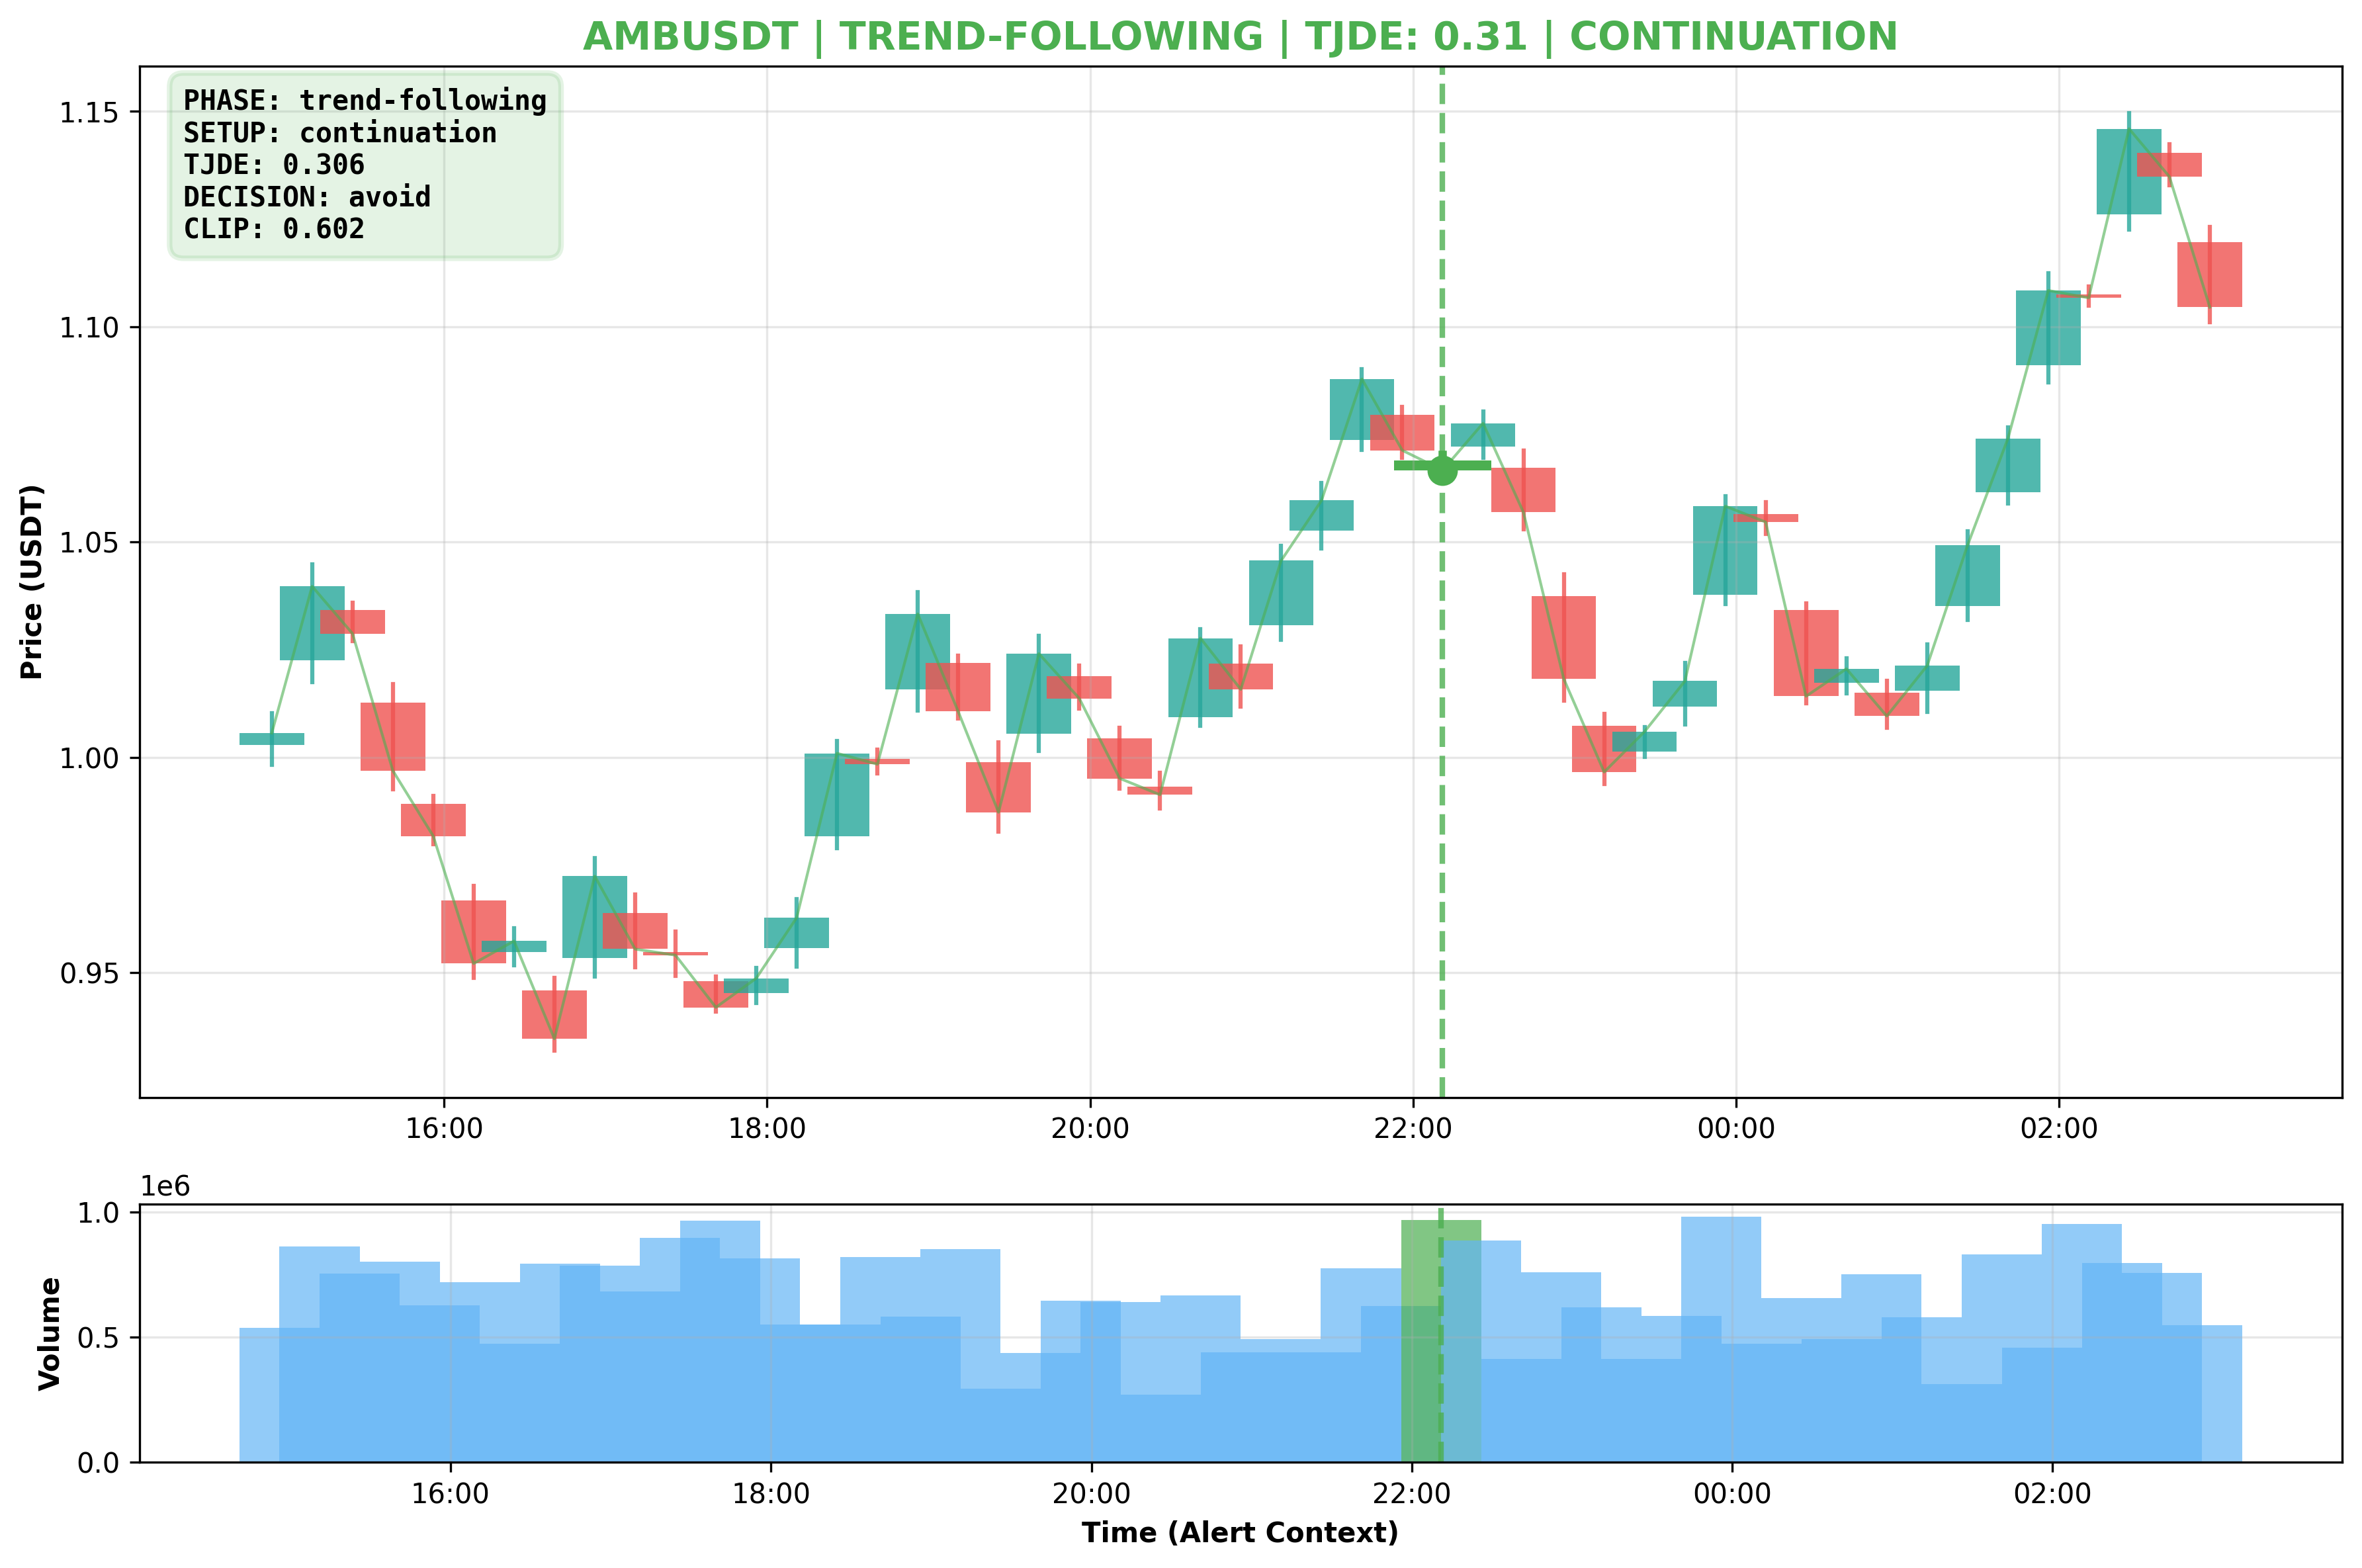 AMBUSDT | TREND-FOLLOWING | TJDE: 0.31 | CONTINUATION
PHASE: trend-following
SETUP: continuation
TJDE: 0.306
DECISION: avoid
CLIP: 0.602
Price (USDT)
1.15
1.10
1.05
1.00
0.95
16:00 18:00 20:00 22:00 00:00 02:00
1e6
Volume
1.0
0.5
0.0
16:00 18:00 20:00 22:00 00:00 02:00
Time (Alert Context)